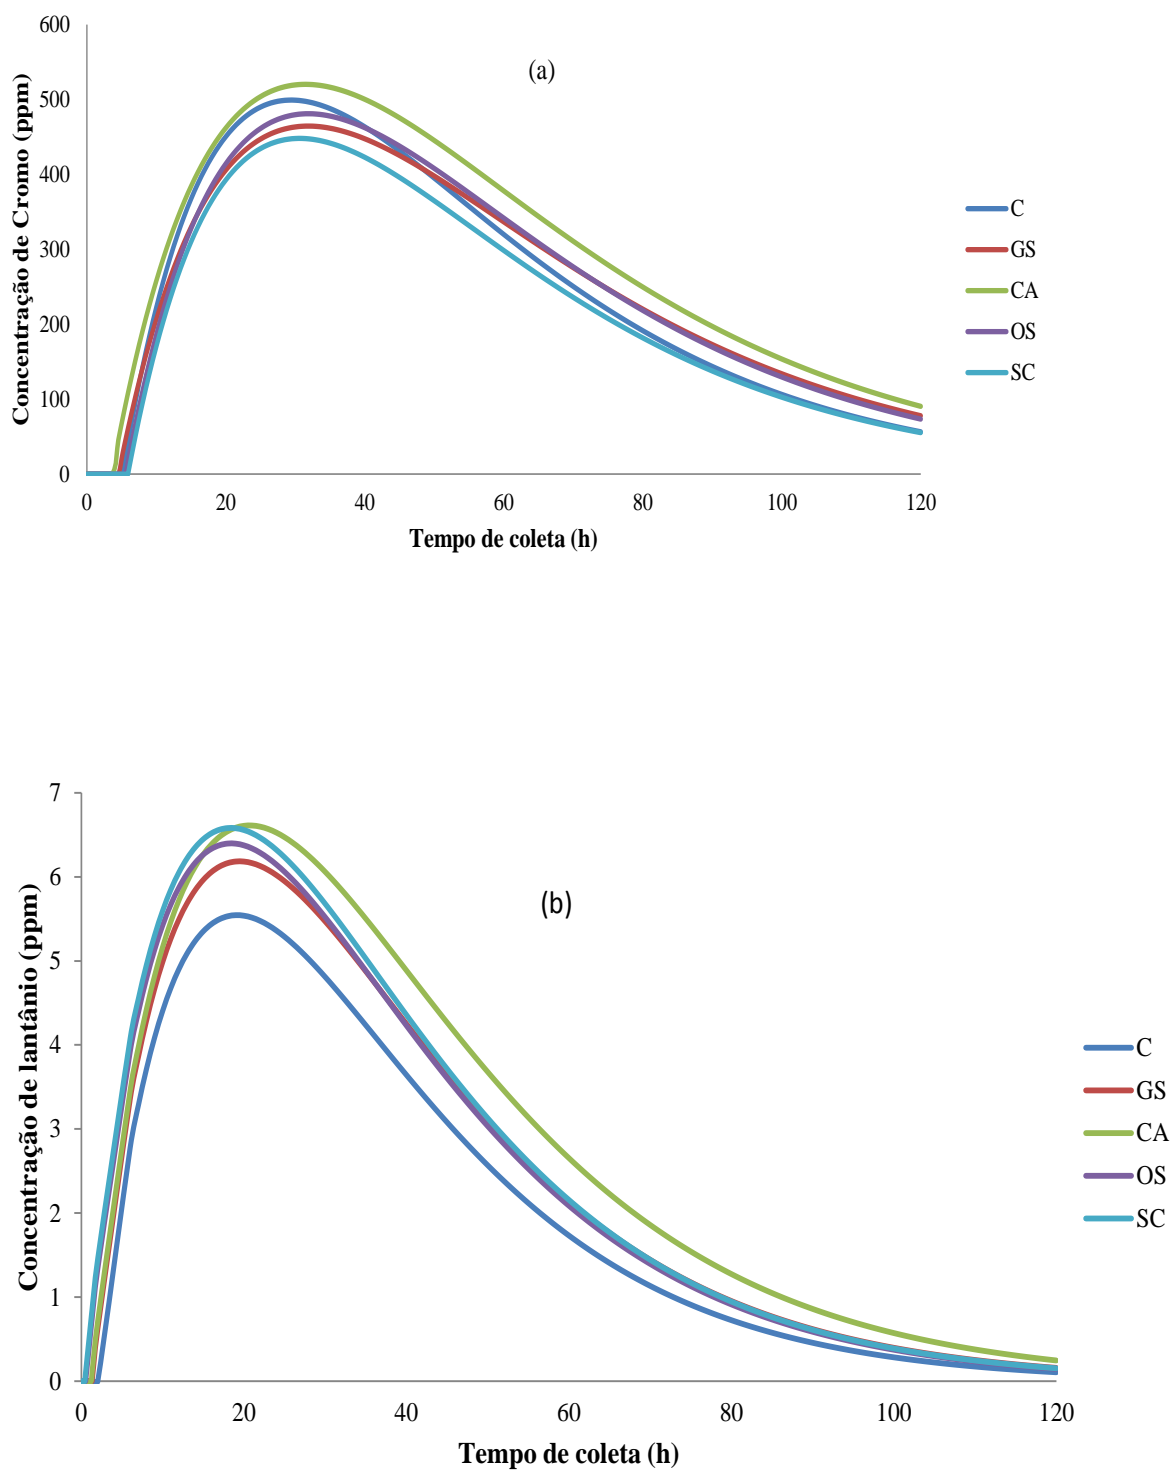 (a)
Concentração de Cromo (ppm)
600
500
400
300
200
100
0
0 20 40 60 80 100 120
Tempo de coleta (h)
C
GS
CA
OS
SC
(b)
Concentração de lantânio (ppm)
7
6
5
4
3
2
1
0
0 20 40 60 80 100 120
Tempo de coleta (h)
C
GS
CA
OS
SC